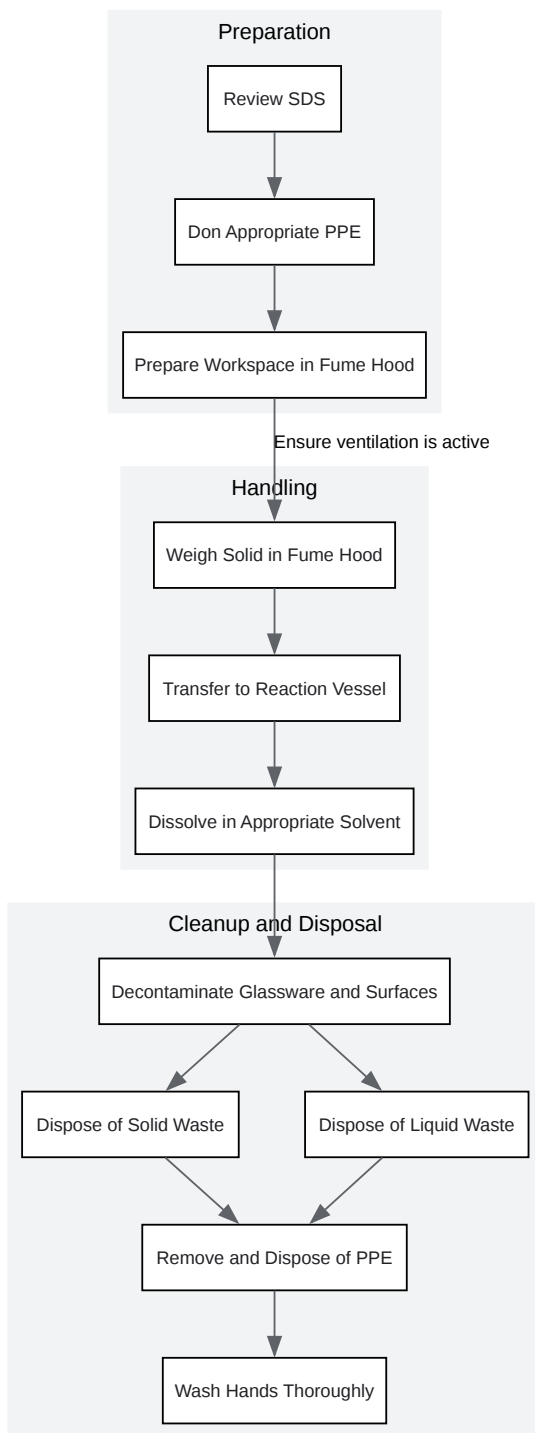 Preparation
Review SDS
Don Appropriate PPE
Prepare Workspace in Fume Hood
Ensure ventilation is active
Handling
Weigh Solid in Fume Hood
Transfer to Reaction Vessel
Dissolve in Appropriate Solvent
Cleanup and Disposal
Decontaminate Glassware and Surfaces
Dispose of Solid Waste
Dispose of Liquid Waste
Remove and Dispose of PPE
Wash Hands Thoroughly